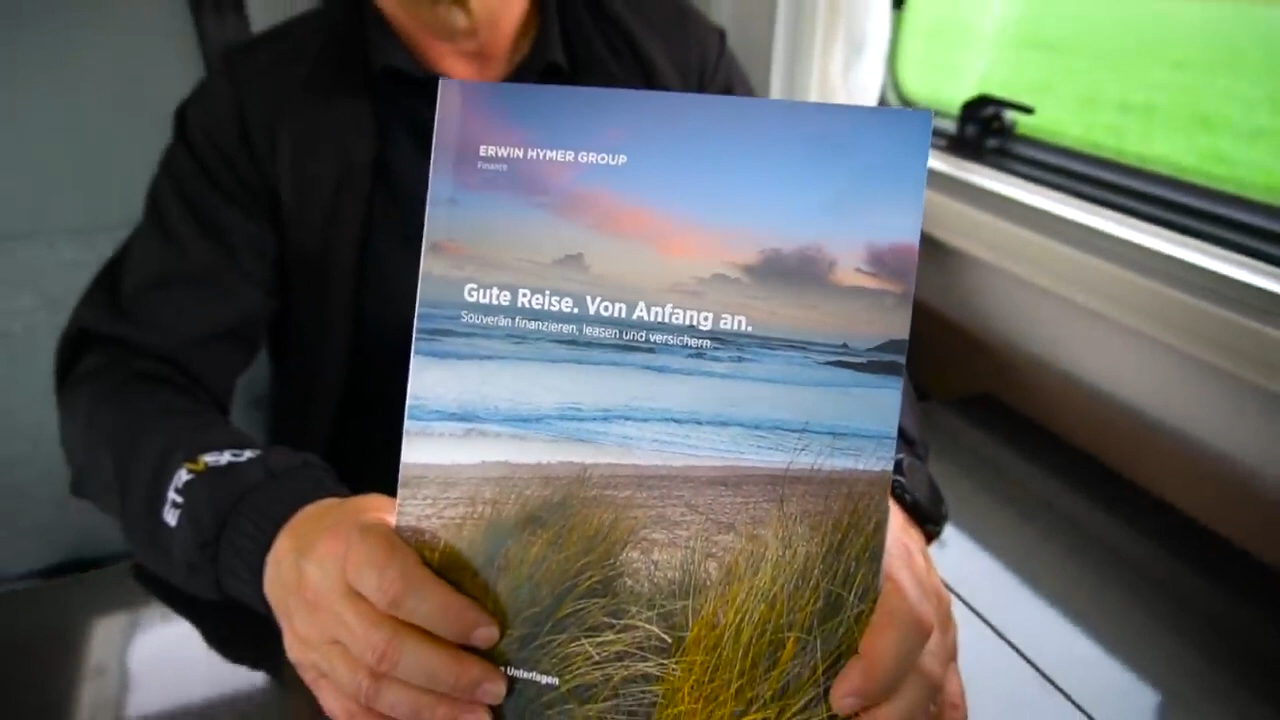 ERWIN HYMER GROUP
Finance
Gute Reise. Von Anfang an.
Souverän finanzieren, leasen und versichern.
Unterlagen